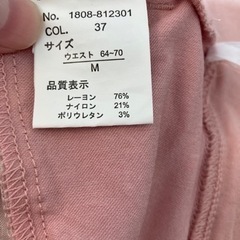 No. 1808-812301
COL. 37
サイズ
ウエスト 64-70
M
品質表示
レーヨン 76%
ナイロン 21%
ポリウレタン 3%